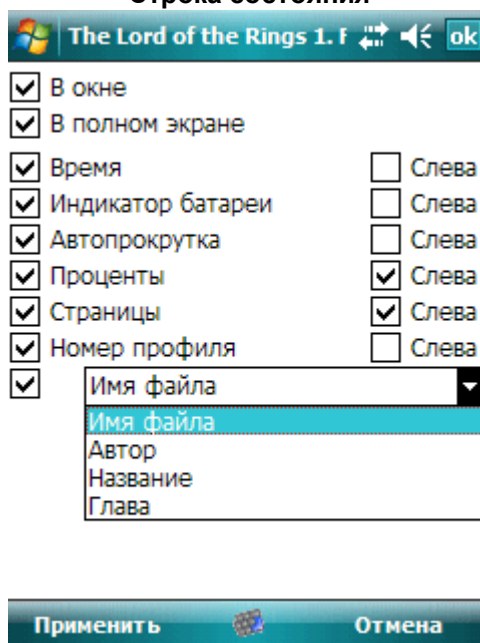 Строка состояния
The Lord of the Rings 1. F ok
В окне
В полном экране
Время Слева
Индикатор батареи Слева
Автопрокрутка Слева
Проценты Слева
Страницы Слева
Номер профиля Слева
Имя файла
Имя файла
Автор
Название
Глава
Применить Отмена